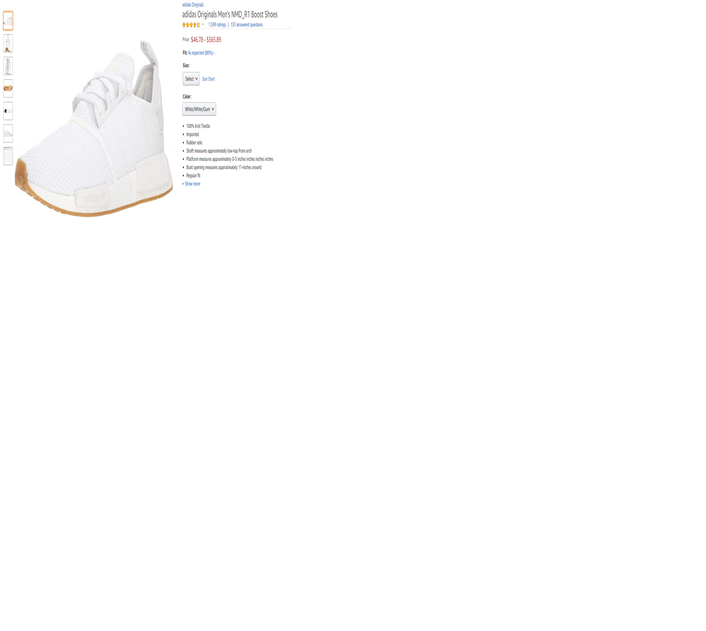 adidas Originals
adidas Originals Men's NMD_R1 Boost Shoes
1,599 ratings | 155 answered questions
Price: $46.78 - $365.89
Fit: As expected (80%)
Size:
Select
Size Chart
Color:
White/White/Gum
• 100% Knit Textile
• Imported
• Rubber sole
• Shaft measures approximately low-top from arch
• Platform measures approximately 0-3 inches inches inches inches
• Boot opening measures approximately 11-inches around
• Regular fit
Show more